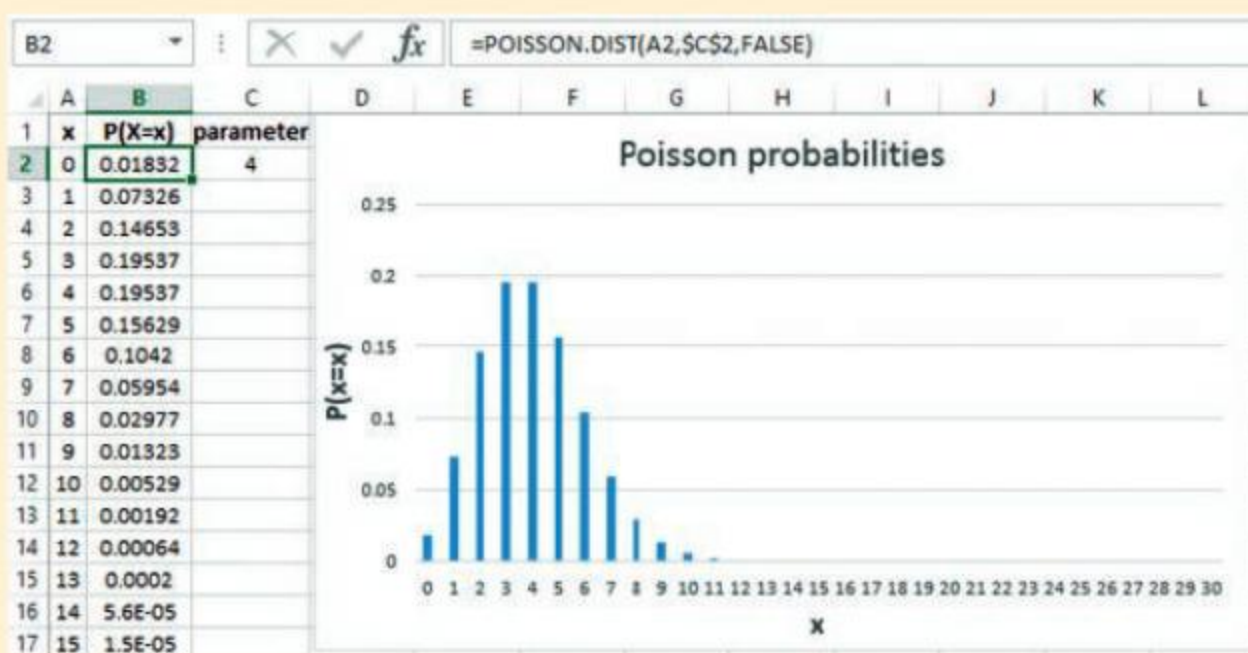 B2 fx =POISSON.DIST(A2,$C$2,FALSE)
A B C D E F G H I J K L
1 x P(X=x) parameter
2 0 0.01832 4
3 1 0.07326
4 2 0.14653
5 3 0.19537
6 4 0.19537
7 5 0.15629
8 6 0.1042
9 7 0.05954
10 8 0.02977
11 9 0.01323
12 10 0.00529
13 11 0.00192
14 12 0.00064
15 13 0.0002
16 14 5.6E-05
17 15 1.5E-05
Poisson probabilities
0.25
0.2
0.15
0.1
0.05
0
P(x=x)
0 1 2 3 4 5 6 7 8 9 10 11 12 13 14 15 16 17 18 19 20 21 22 23 24 25 26 27 28 29 30
x